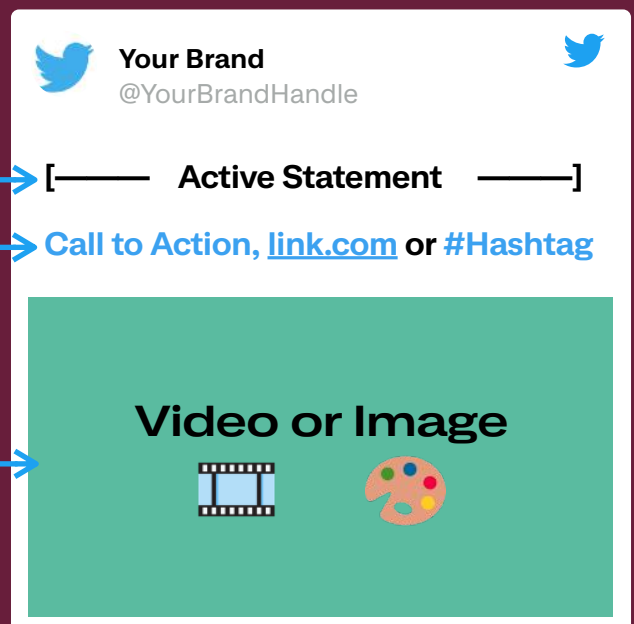 Your Brand
@YourBrandHandle
[——— Active Statement ———]
Call to Action, link.com or #Hashtag
Video or Image